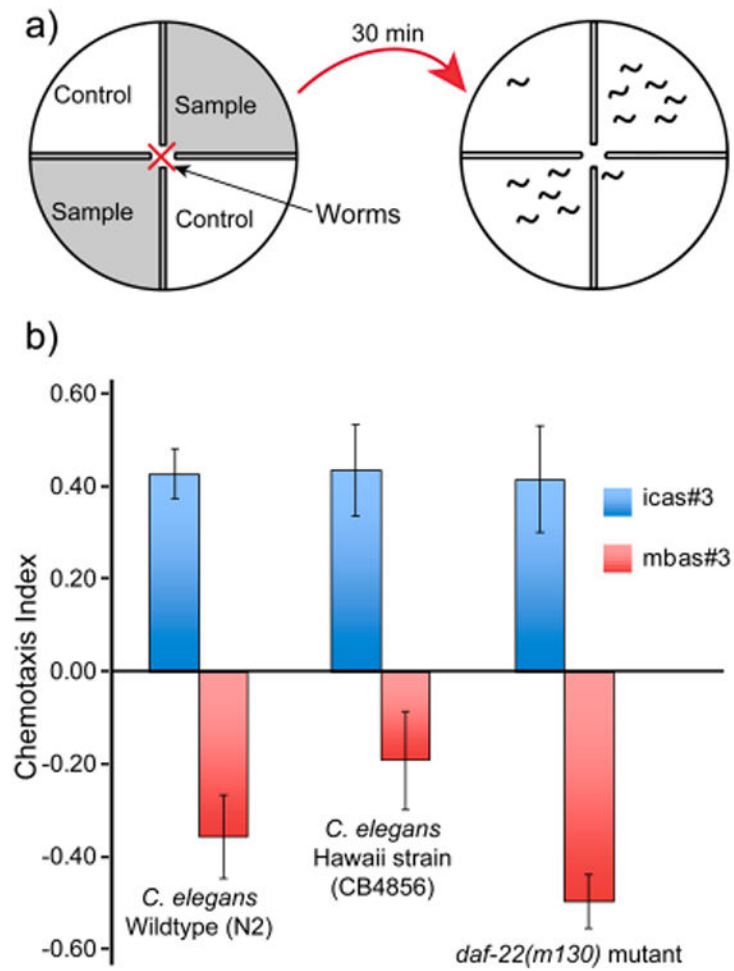 a)
30 min
Control
Sample
Sample
Control
Worms
b)
Chemotaxis Index
0.60
0.40
0.20
0.00
-0.20
-0.40
-0.60
icas#3
mbas#3
C. elegans
Wildtype (N2)
C. elegans
Hawaii strain
(CB4856)
daf-22(m130) mutant